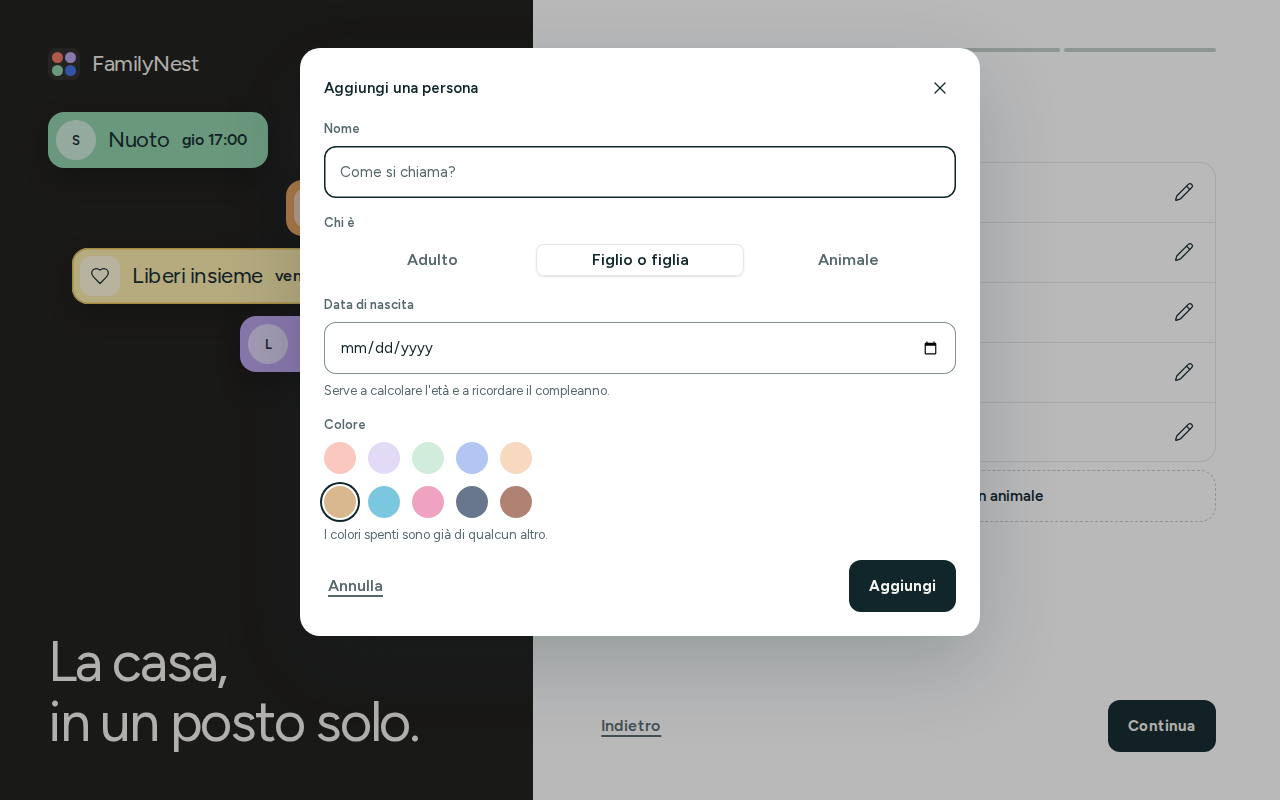 FamilyNest
S
Nuoto gio 17:00
Liberi insieme ven
L
La casa,
in un posto solo.
Aggiungi una persona
Nome
Come si chiama?
Chi è
Adulto
Figlio o figlia
Animale
Data di nascita
mm/dd/yyyy
Serve a calcolare l'età e a ricordare il compleanno.
Colore
I colori spenti sono già di qualcun altro.
Annulla
Aggiungi
animale
Indietro
Continua